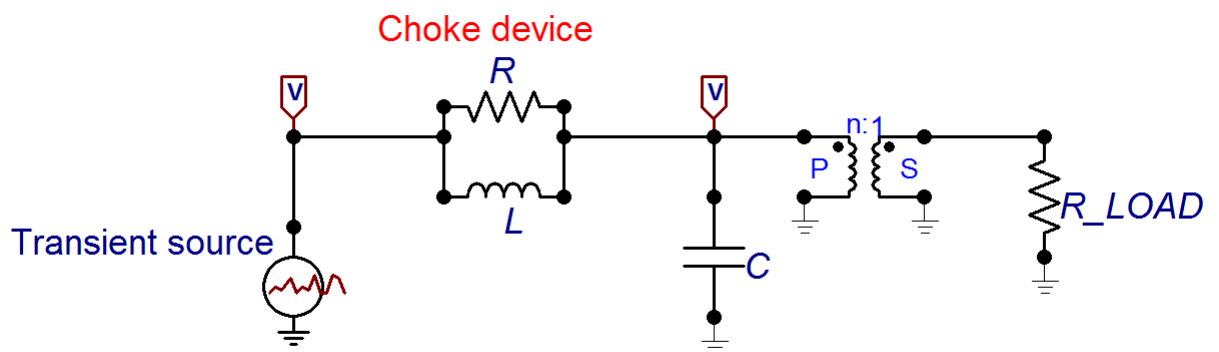 Choke device
R
V
V
n:1
P
S
L
R_LOAD
Transient source
C